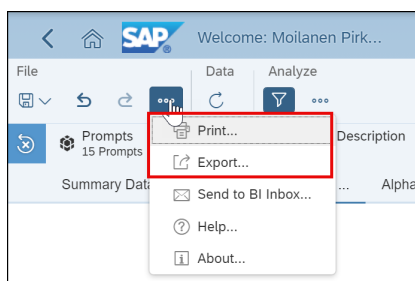 SAP Welcome: Moilanen Pirk...
File Data Analyze
Prompts
15 Prompts
Description
Summary Dat
... Alpha
Print...
Export...
Send to BI Inbox...
Help...
About...